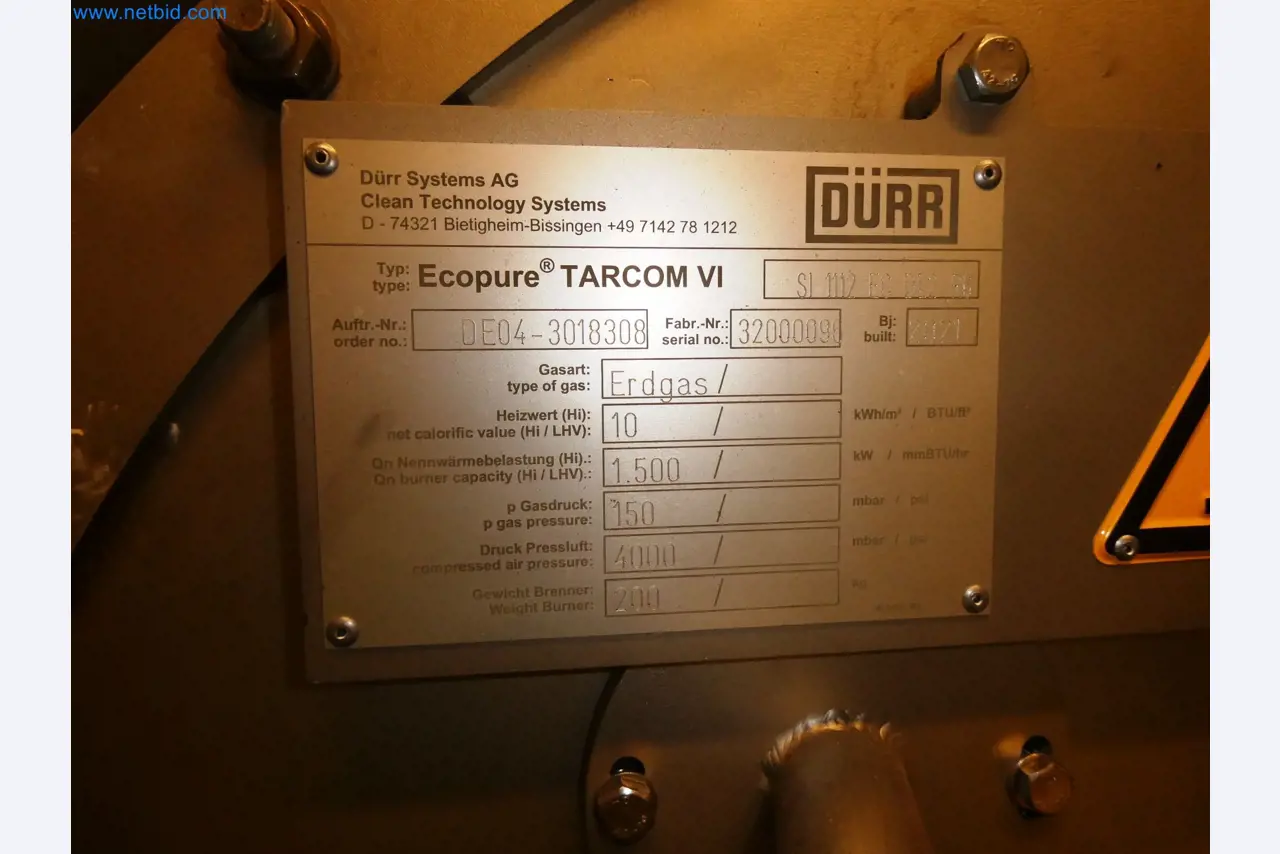 www.netbid.com
Dürr Systems AG
Clean Technology Systems
D - 74321 Bietigheim-Bissingen +49 7142 78 1212
DÜRR
Typ:
type:
Ecopure® TARCOM VI
SI 1112
Auftr.-Nr.:
order no.:
DE04-3018308
Fabr.-Nr.:
serial no.:
Bj:
built:
2021
Gasart:
type of gas:
Erdgas /
Heizwert (Hi):
net calorific value (Hi / LHV):
10 /
kWh/m³ / BTU/ft³
Qn Nennwärmebelastung (Hi).:
Qn burner capacity (Hi / LHV).:
1.500 /
kW / mmBTU/hr
p Gasdruck:
p gas pressure:
150 /
mbar / psi
Druck Pressluft:
compressed air pressure:
4000 /
mbar / psi
Gewicht Brenner:
Weight Burner:
200 /
Kg